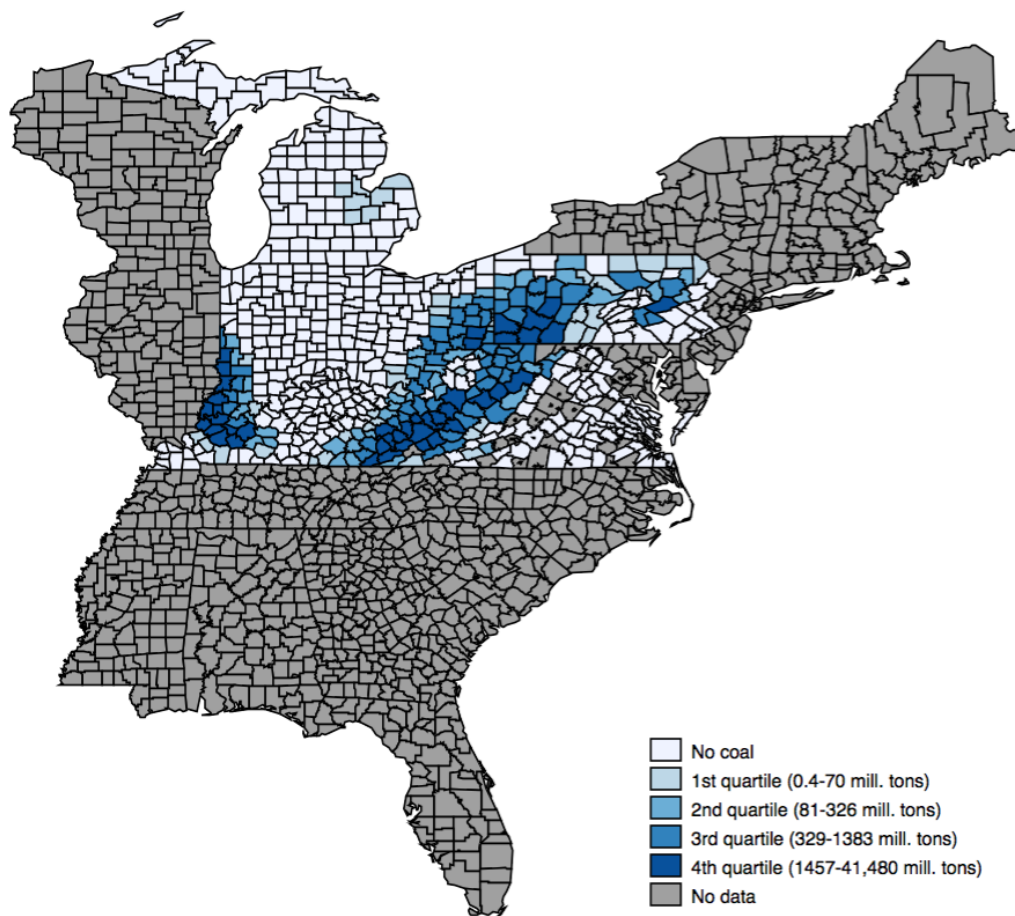 No coal
1st quartile (0.4-70 mill. tons)
2nd quartile (81-326 mill. tons)
3rd quartile (329-1383 mill. tons)
4th quartile (1457-41,480 mill. tons)
No data